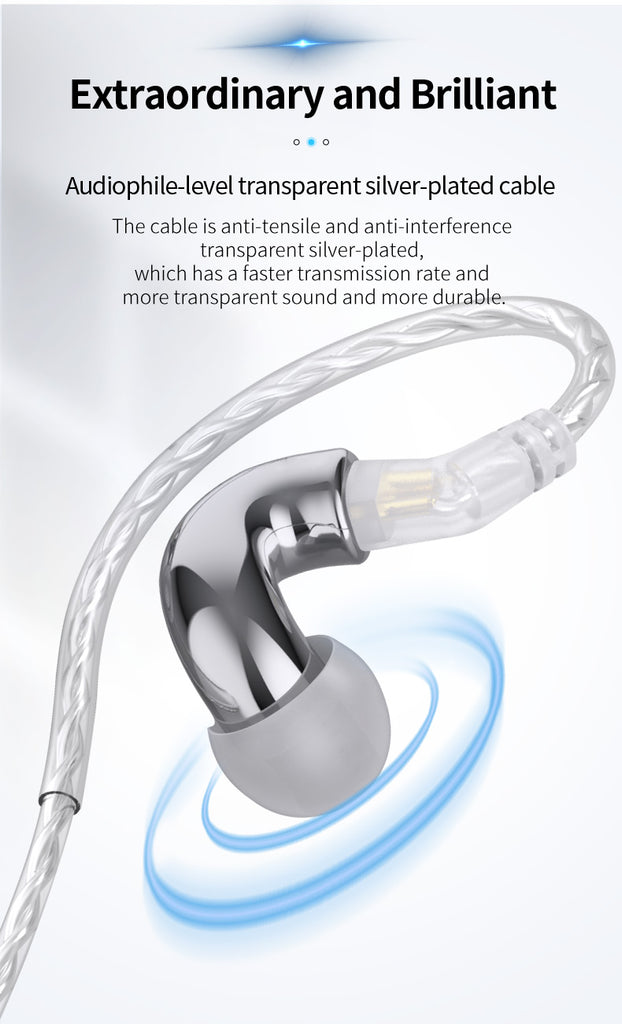 Extraordinary and Brilliant
Audiophile-level transparent silver-plated cable
The cable is anti-tensile and anti-interference
transparent silver-plated,
which has a faster transmission rate and
more transparent sound and more durable.